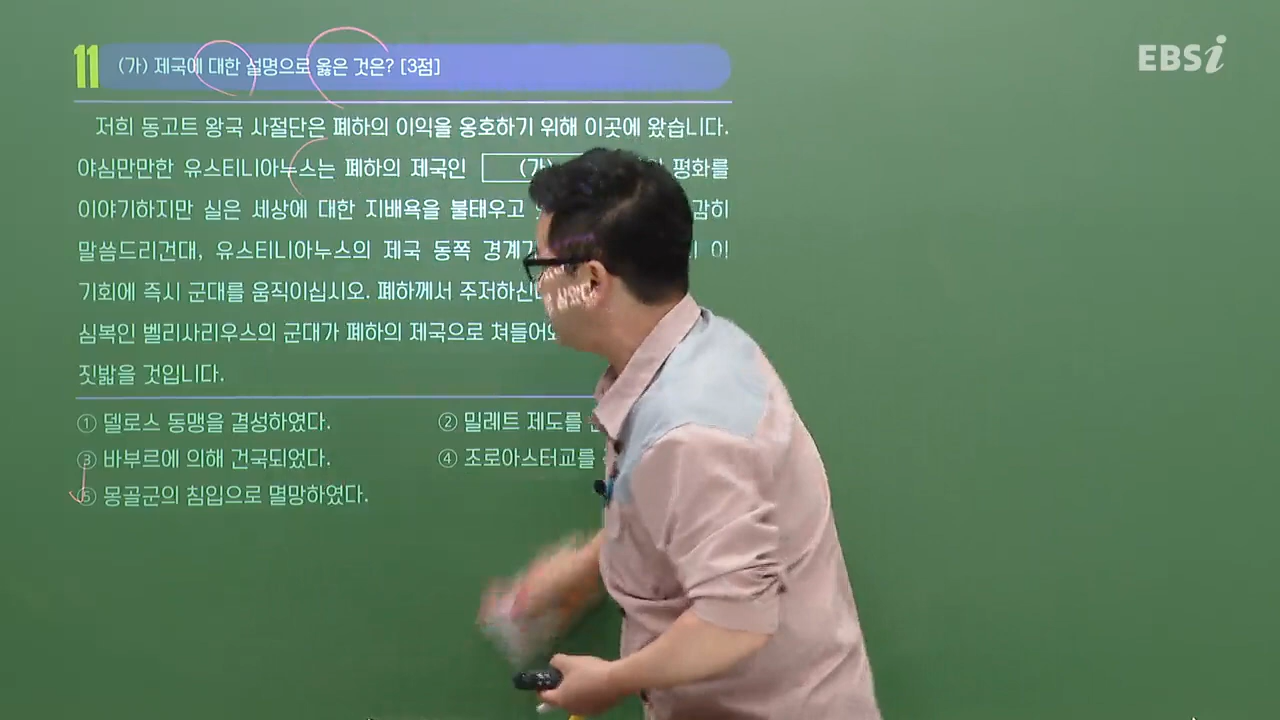 EBSi
11 (가) 제국에 대한 설명으로 옳은 것은? [3점]
저희 동고트 왕국 사절단은 폐하의 이익을 옹호하기 위해 이곳에 왔습니다.
야심만만한 유스티니아누스는 폐하의 제국인 (가) 평화를
이야기하지만 실은 세상에 대한 지배욕을 불태우고 감히
말씀드리건대, 유스티니아누스의 제국 동쪽 이
기회에 즉시 군대를 움직이십시오. 폐하께서
심복인 벨리사리우스의 군대가 폐하의 제국으로
짓밟을 것입니다.
① 델로스 동맹을 결성하였다. ② 밀레트 제도를
③ 바부르에 의해 건국되었다. ④ 조로아스터교를
⑤ 몽골군의 침입으로 멸망하였다.